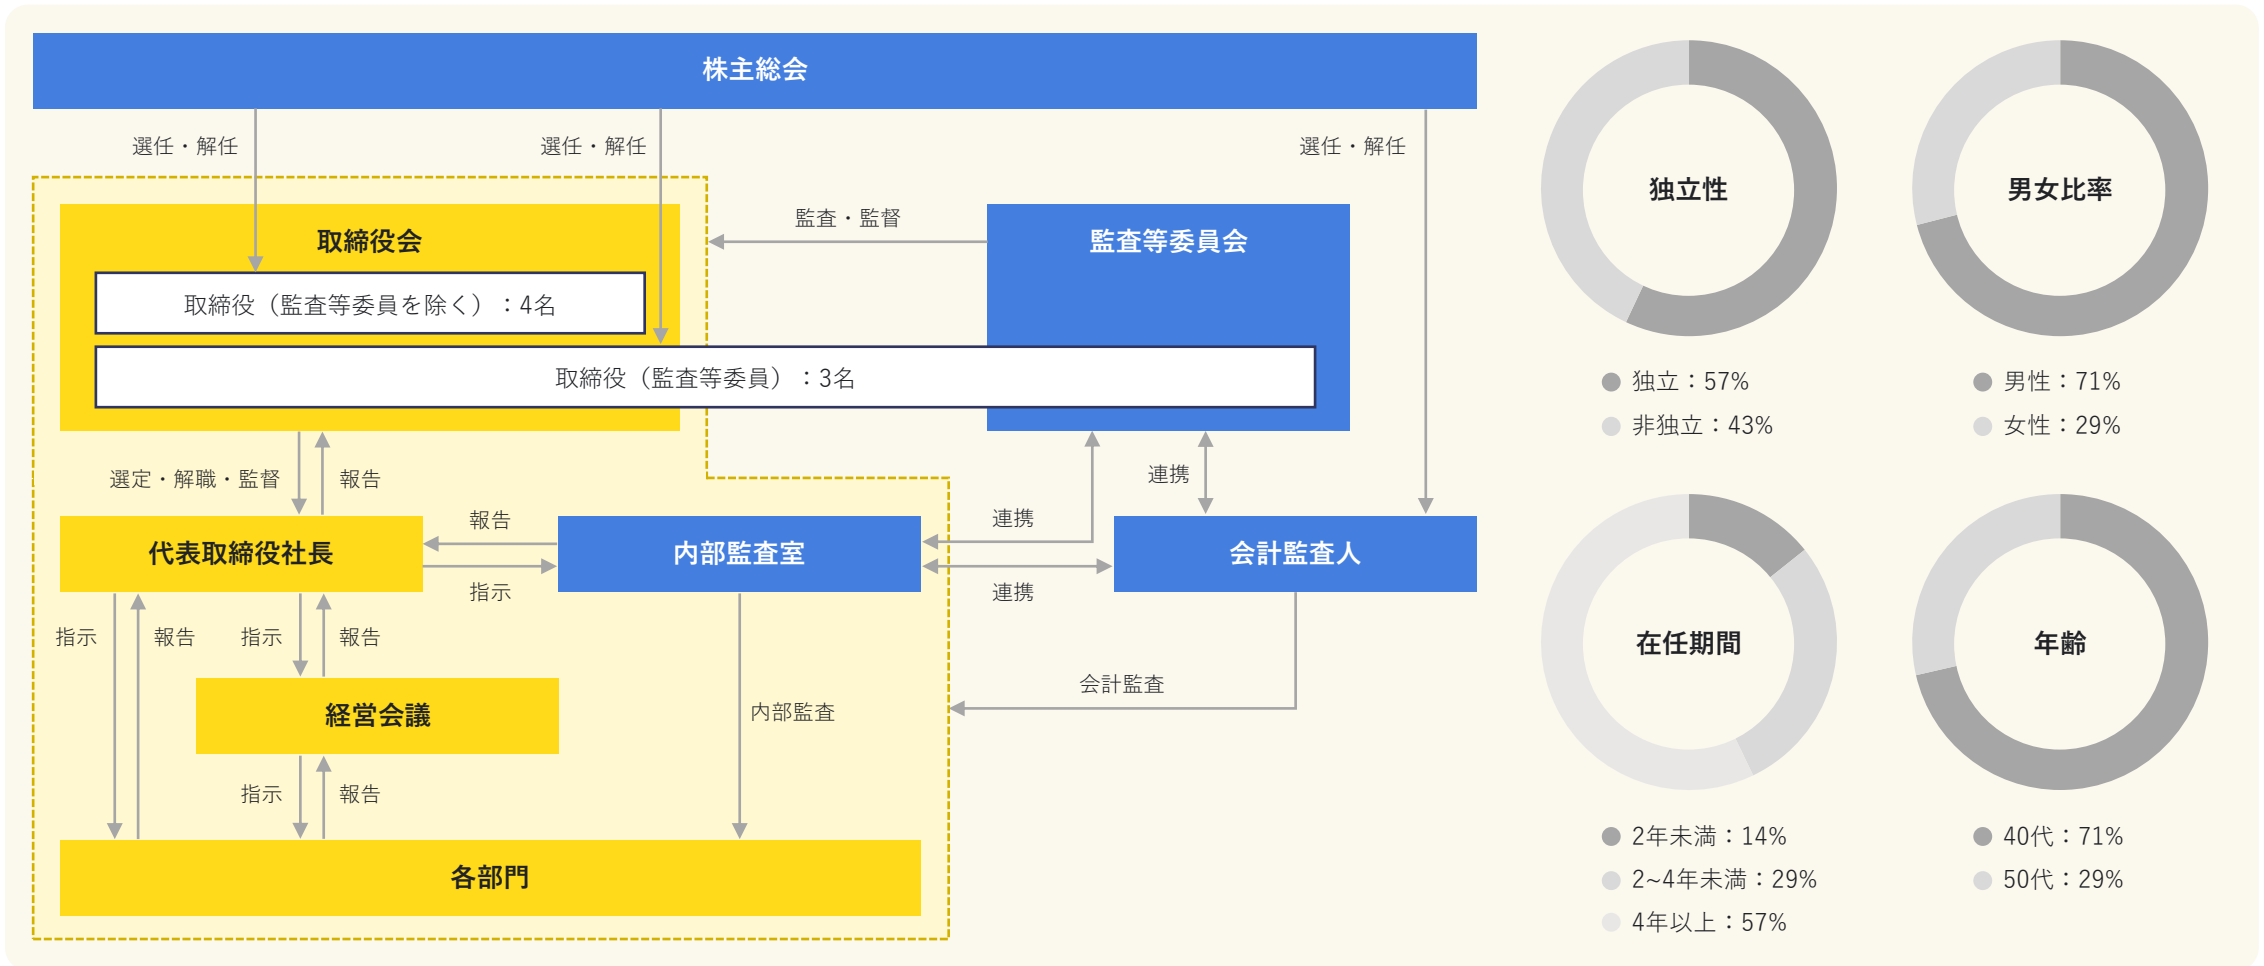 株主総会
選任・解任
選任・解任
選任・解任
取締役会
監査・監督
監査等委員会
取締役（監査等委員を除く）：4名
取締役（監査等委員）：3名
選定・解職・監督
報告
連携
報告
連携
代表取締役社長
内部監査室
会計監査人
指示
連携
指示
報告
指示
報告
会計監査
経営会議
内部監査
指示
報告
各部門
独立性
独立：57%
非独立：43%
男女比率
男性：71%
女性：29%
在任期間
2年未満：14%
2~4年未満：29%
4年以上：57%
年齢
40代：71%
50代：29%